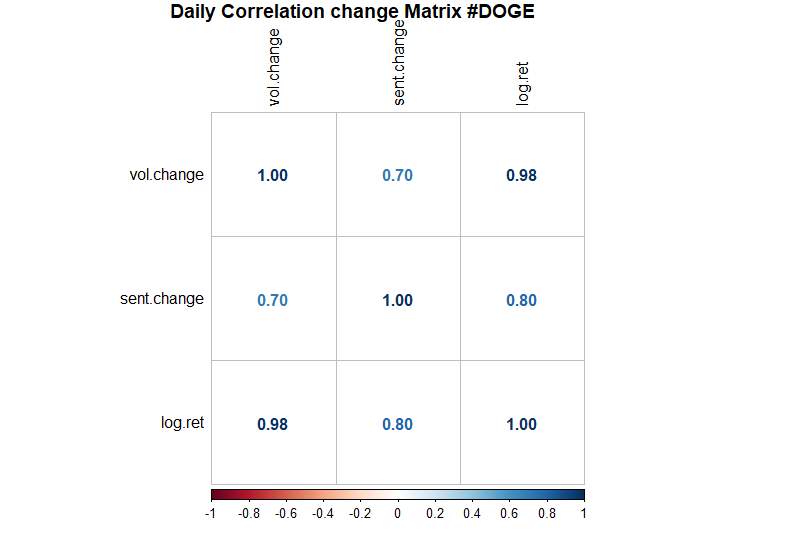 Daily Correlation change Matrix #DOGE
vol.change sent.change log.ret
vol.change 1.00 0.70 0.98
sent.change 0.70 1.00 0.80
log.ret 0.98 0.80 1.00
-1 -0.8 -0.6 -0.4 -0.2 0 0.2 0.4 0.6 0.8 1